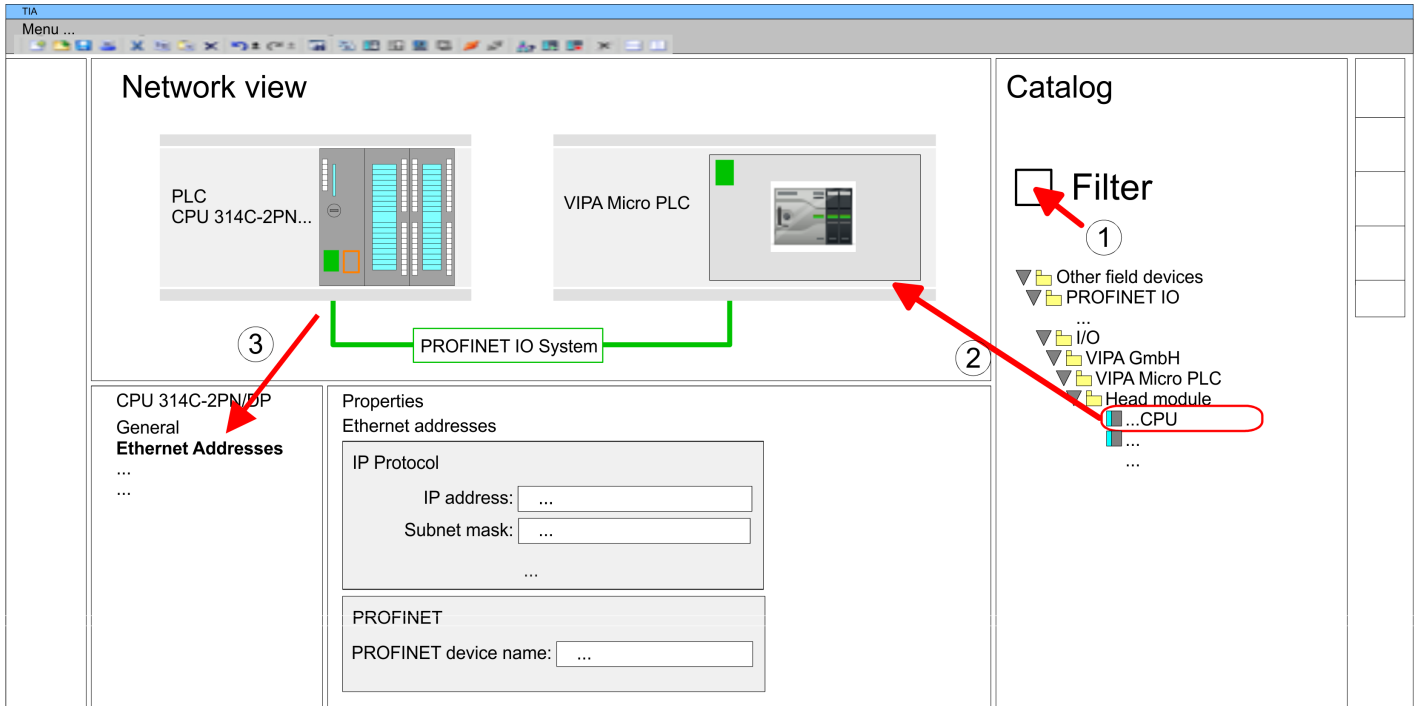 TIA
Menu ...
Network view
PLC
CPU 314C-2PN...
VIPA Micro PLC
PROFINET IO System
3
2
Catalog
Filter
1
Other field devices
PROFINET IO
...
I/O
VIPA GmbH
VIPA Micro PLC
Head module
...CPU
...
...
CPU 314C-2PN/DP
General
Ethernet Addresses
...
...
Properties
Ethernet addresses
IP Protocol
IP address: ...
Subnet mask: ...
...
PROFINET
PROFINET device name: ...